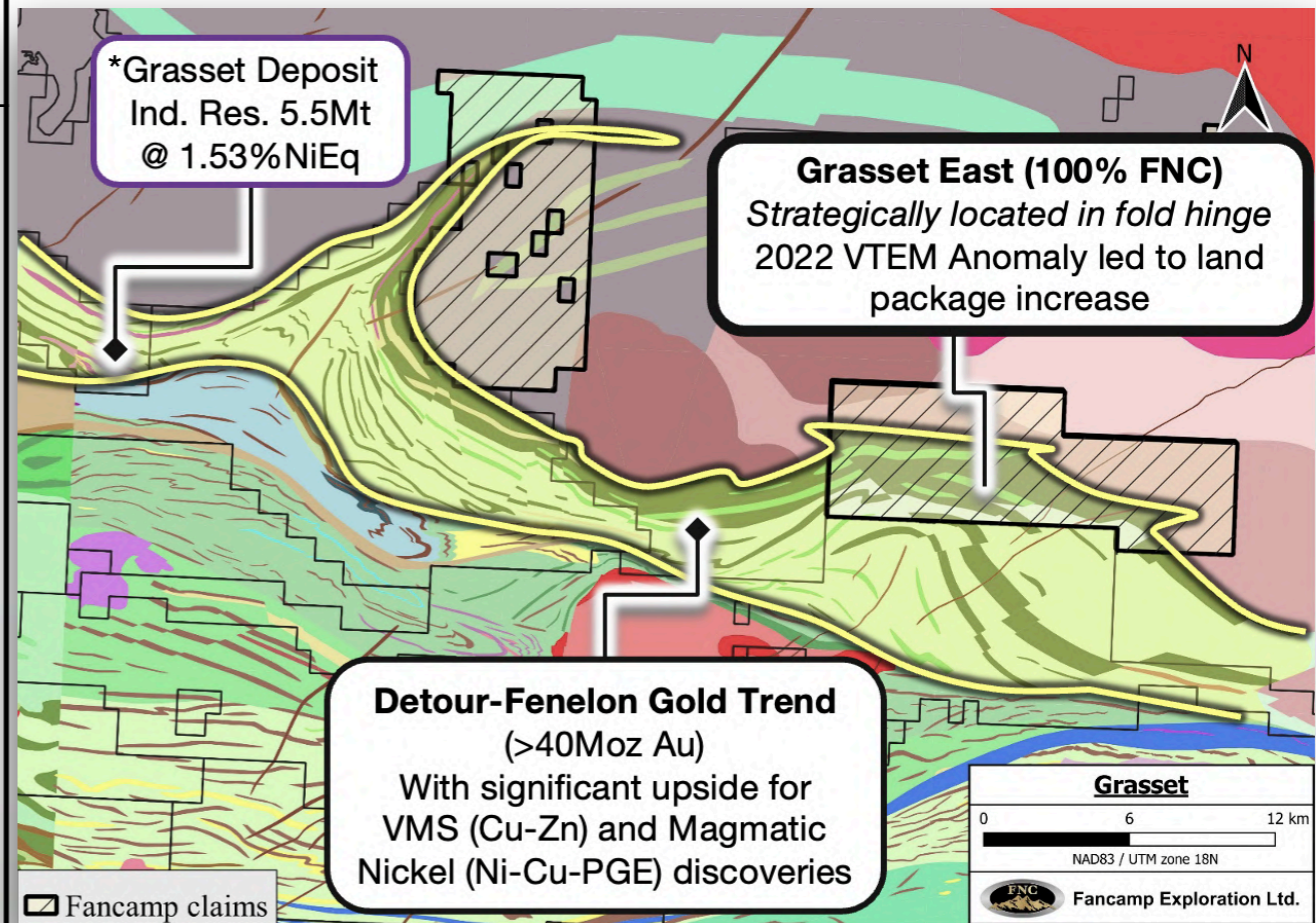 *Grasset Deposit
Ind. Res. 5.5Mt
@ 1.53%NiEq
N
Grasset East (100% FNC)
Strategically located in fold hinge
2022 VTEM Anomaly led to land
package increase
Detour-Fenelon Gold Trend
(>40Moz Au)
With significant upside for
VMS (Cu-Zn) and Magmatic
Nickel (Ni-Cu-PGE) discoveries
Grasset
0 6 12 km
NAD83 / UTM zone 18N
FNC
Fancamp Exploration Ltd.
Fancamp claims